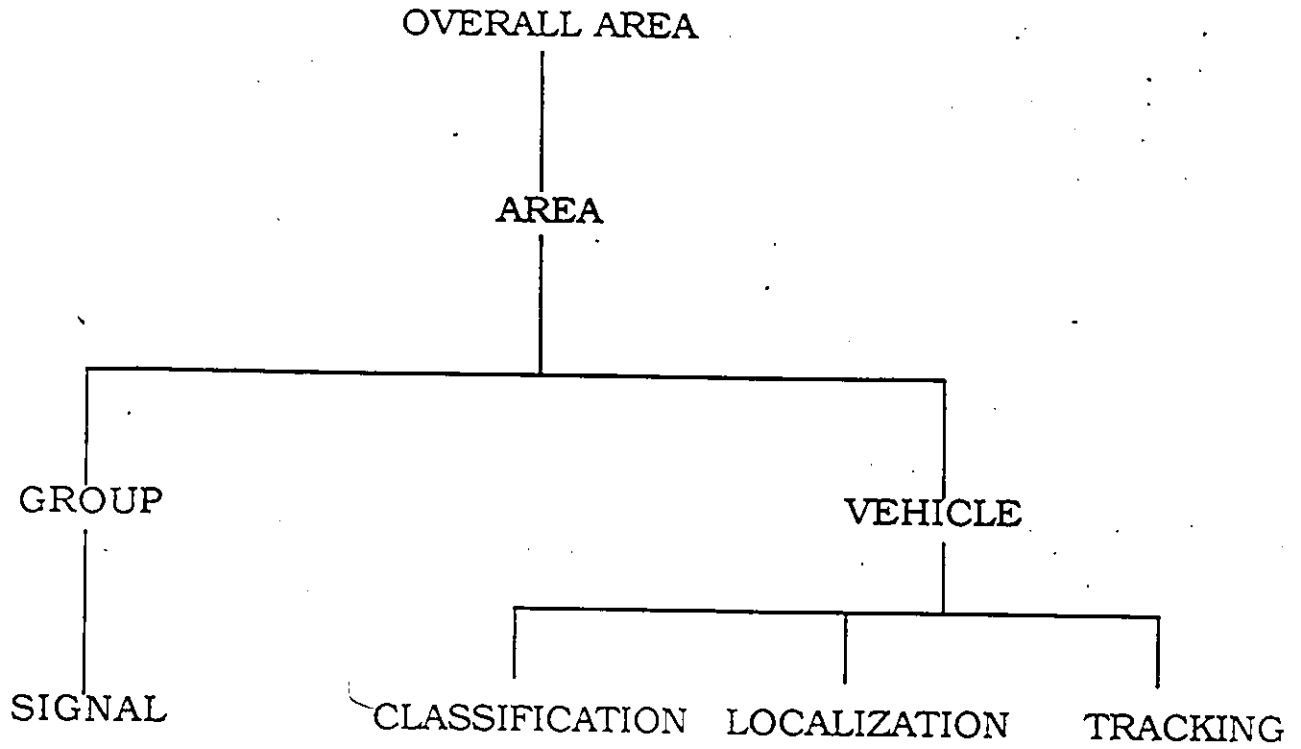 OVERALL AREA
AREA
GROUP
VEHICLE
SIGNAL
CLASSIFICATION
LOCALIZATION
TRACKING